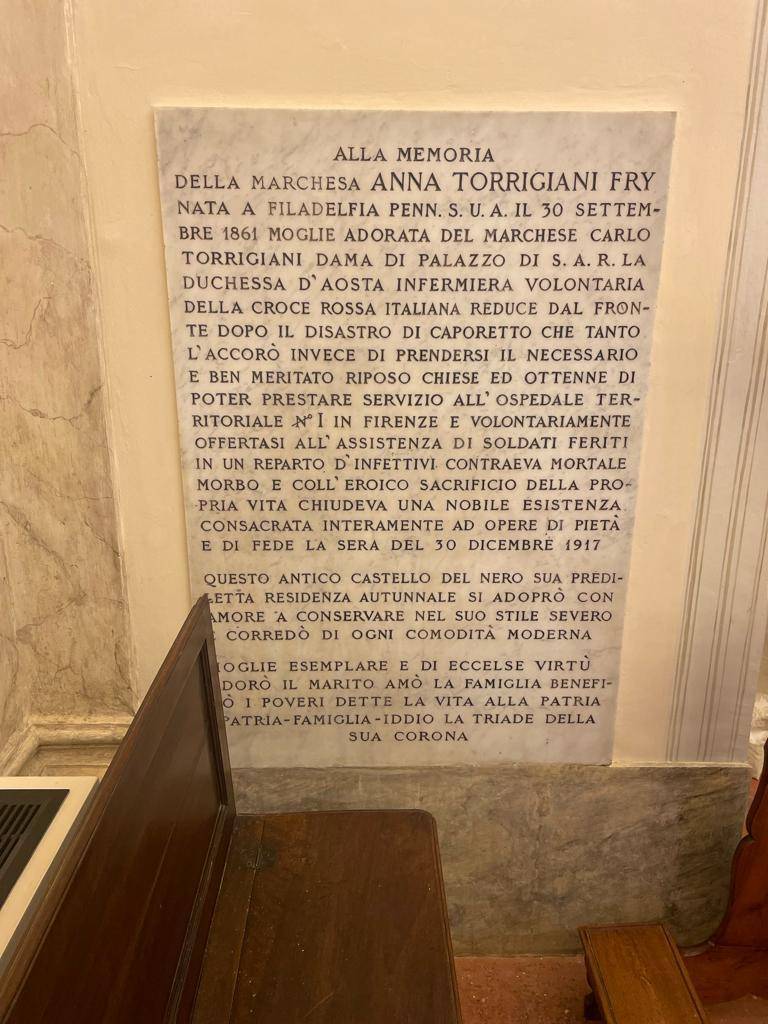 ALLA MEMORIA
DELLA MARCHESA ANNA TORRIGIANI FRY
NATA A FILADELFIA PENN. S. U. A. IL 30 SETTEM-
BRE 1861 MOGLIE ADORATA DEL MARCHESE CARLO
TORRIGIANI DAMA DI PALAZZO DI S. A. R. LA
DUCHESSA D'AOSTA INFERMIERA VOLONTARIA
DELLA CROCE ROSSA ITALIANA REDUCE DAL FRON-
TE DOPO IL DISASTRO DI CAPORETTO CHE TANTO
L'ACCORÒ INVECE DI PRENDERSI IL NECESSARIO
E BEN MERITATO RIPOSO CHIESE ED OTTENNE DI
POTER PRESTARE SERVIZIO ALL'OSPEDALE TER-
RITORIALE Nº I IN FIRENZE E VOLONTARIAMENTE
OFFERTASI ALL'ASSISTENZA DI SOLDATI FERITI
IN UN REPARTO D'INFETTIVI CONTRAEVA MORTALE
MORBO E COLL'EROICO SACRIFICIO DELLA PRO-
PRIA VITA CHIUDEVA UNA NOBILE ESISTENZA
CONSACRATA INTERAMENTE AD OPERE DI PIETÀ
E DI FEDE LA SERA DEL 30 DICEMBRE 1917
QUESTO ANTICO CASTELLO DEL NERO SUA PREDI-
LETTA RESIDENZA AUTUNNALE SI ADOPRÒ CON
AMORE A CONSERVARE NEL SUO STILE SEVERO
CORREDÒ DI OGNI COMODITÀ MODERNA
MOGLIE ESEMPLARE E DI ECCELSE VIRTÙ
DORÒ IL MARITO AMÒ LA FAMIGLIA BENEFI-
Ò I POVERI DETTE LA VITA ALLA PATRIA
PATRIA-FAMIGLIA-IDDIO LA TRIADE DELLA
SUA CORONA